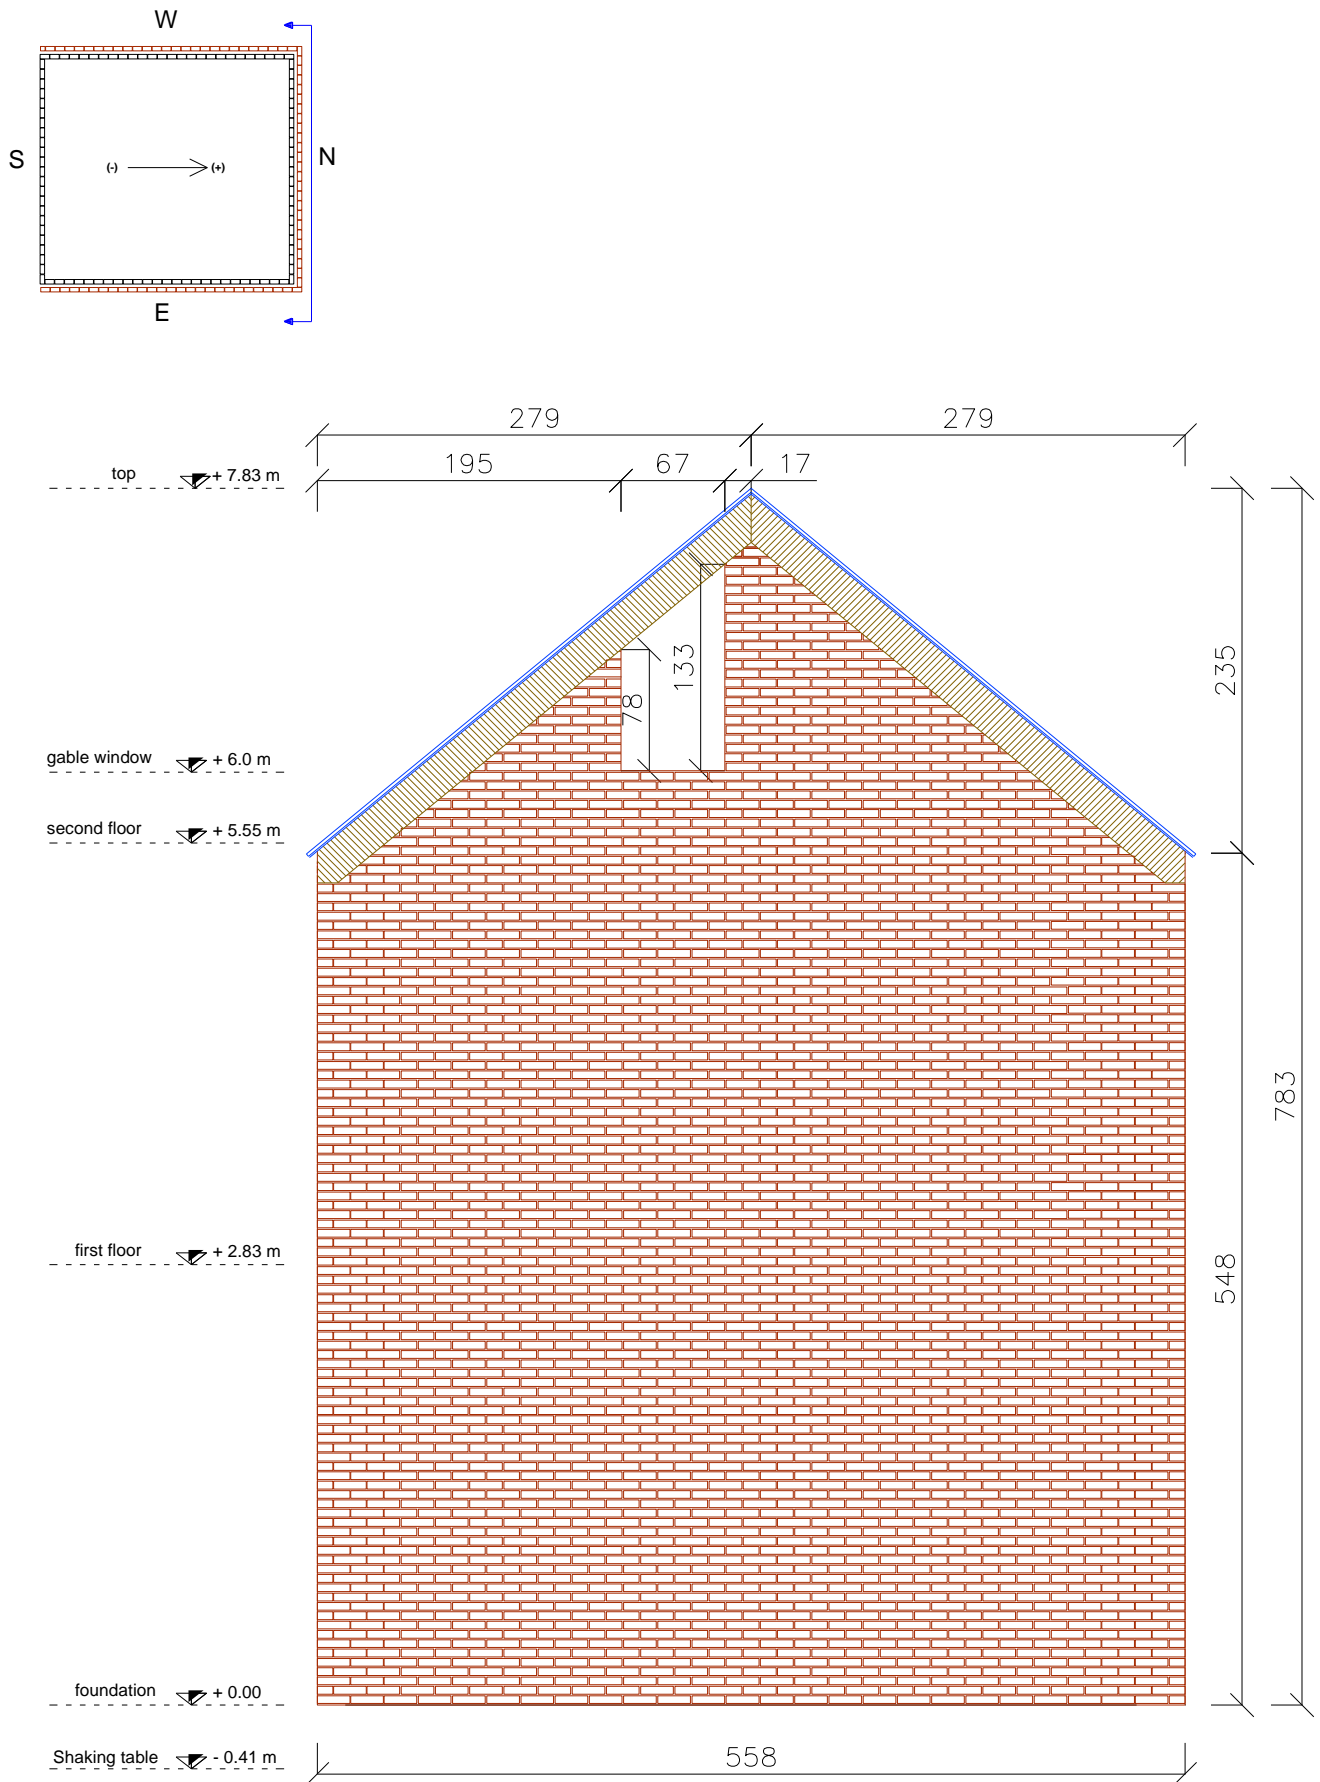 W
S
(-)
(+)
N
E
279
279
195
67
17
top
+ 7.83 m
133
78
235
gable window
+ 6.0 m
second floor
+ 5.55 m
783
first floor
+ 2.83 m
548
foundation
+ 0.00
Shaking table
- 0.41 m
558